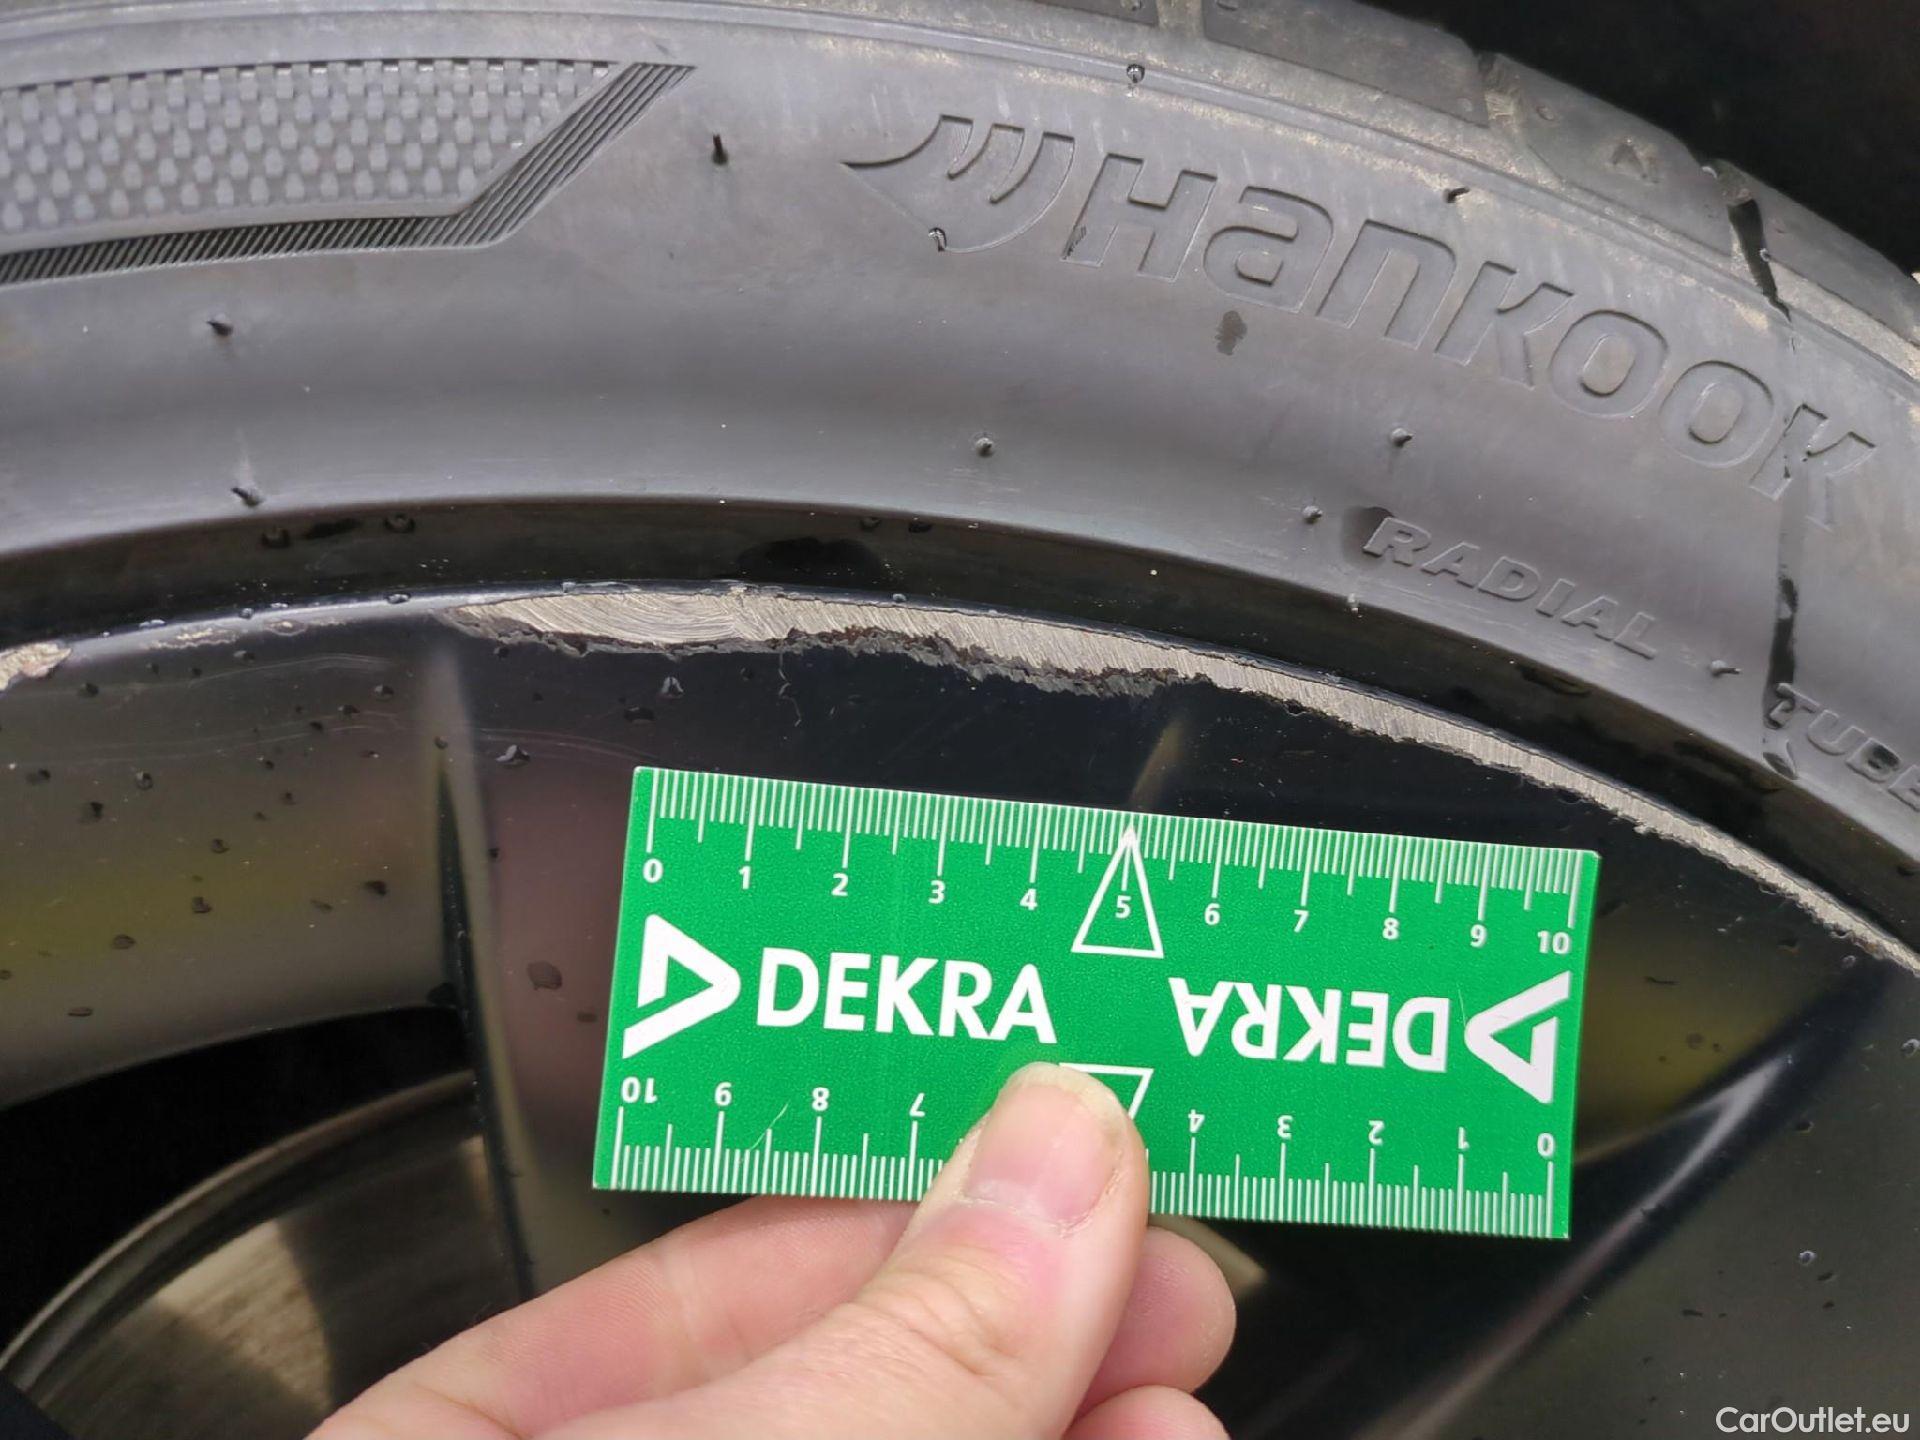 Hankook
RADIAL
TUBE
0 1 2 3 4 5 6 7 8 9 10
DEKRA DEKRA
10 9 8 7 4 3 2 1 0
CarOutlet.eu